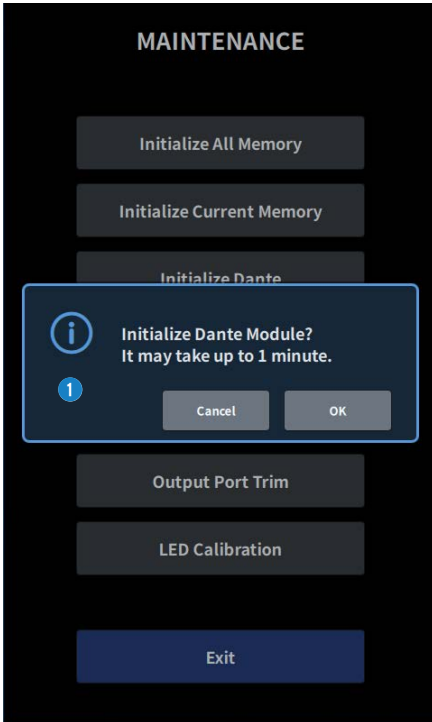 MAINTENANCE
Initialize All Memory
Initialize Current Memory
Initialize Dante
Initialize Dante Module?
It may take up to 1 minute.
1
Cancel OK
Output Port Trim
LED Calibration
Exit